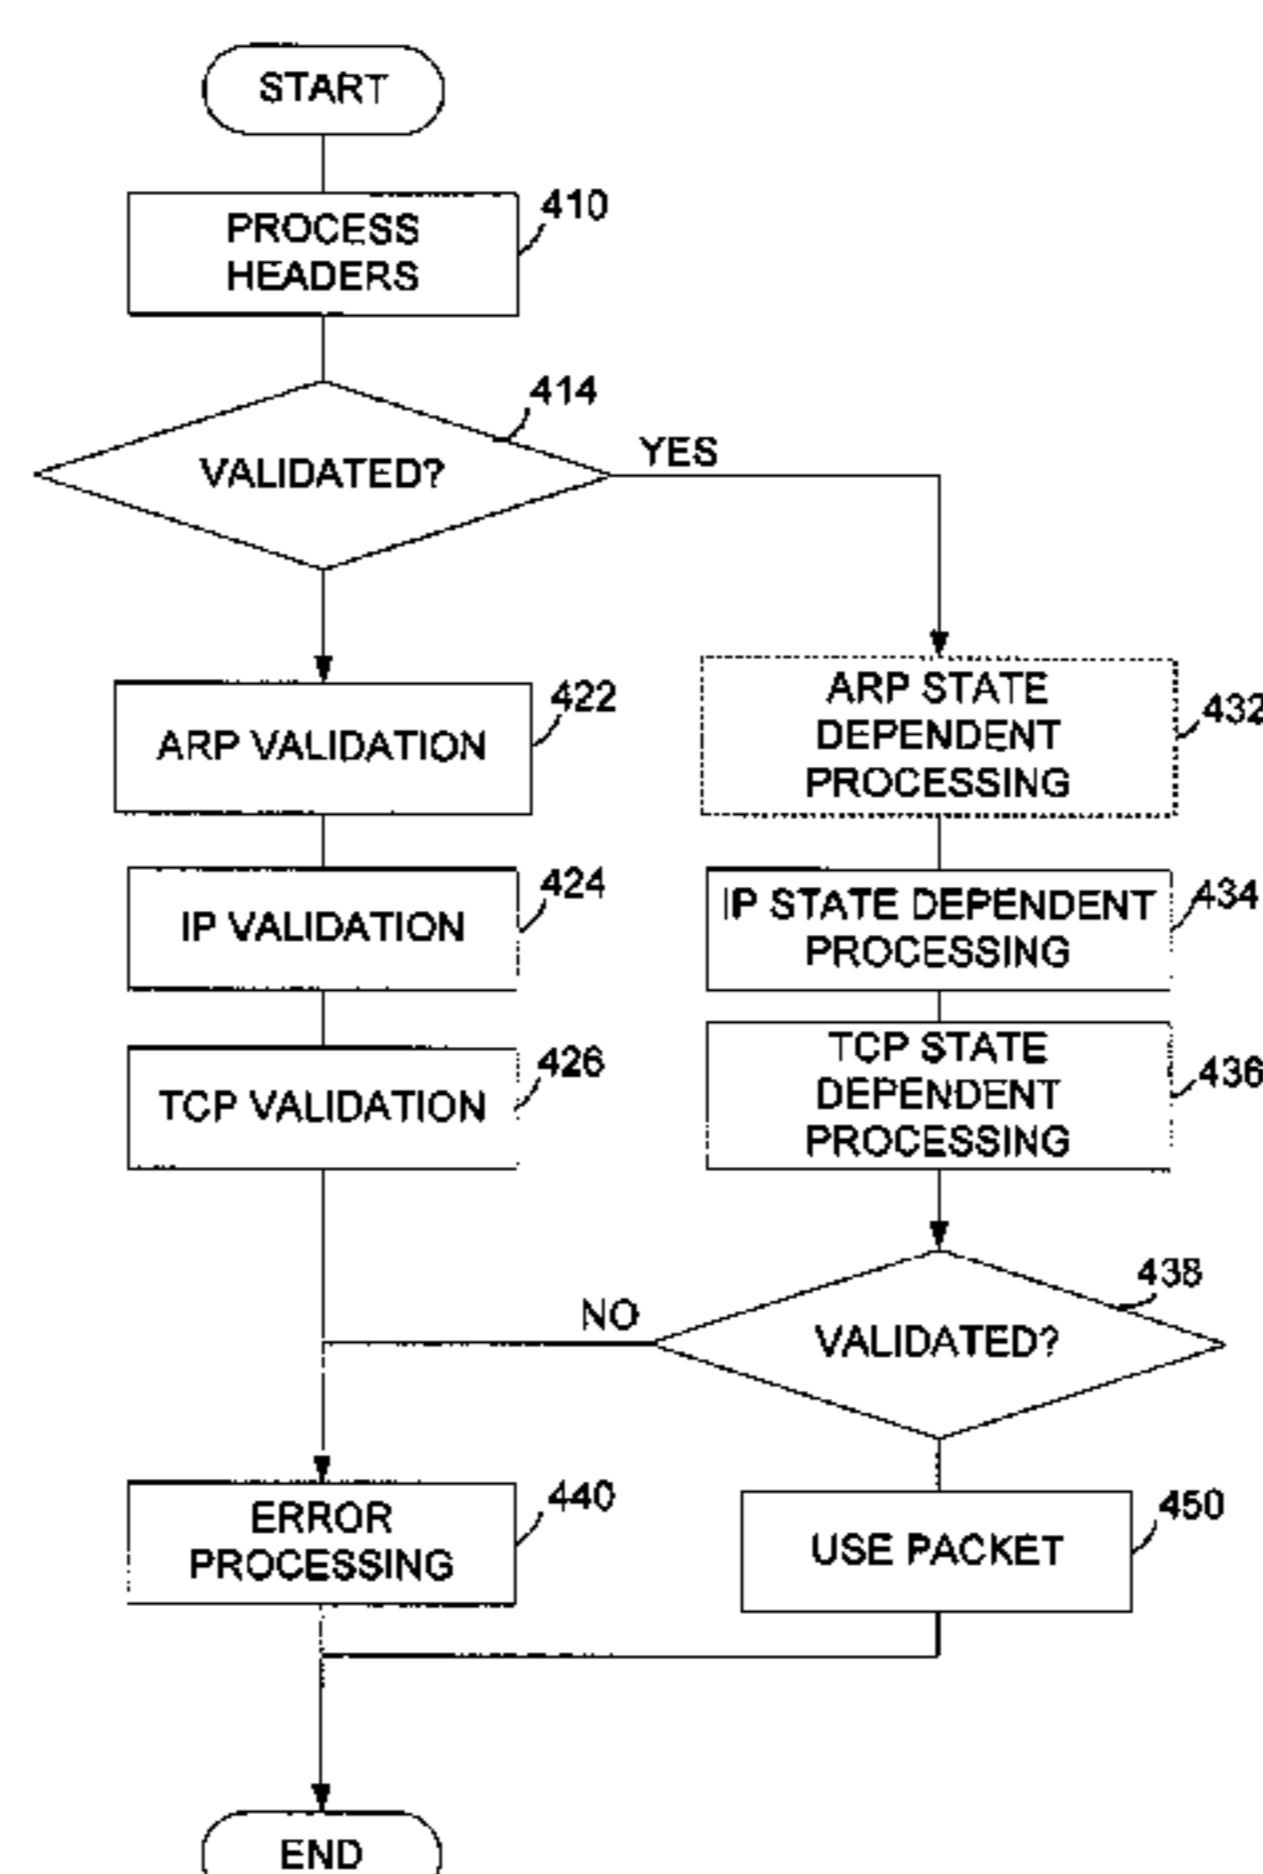 START
PROCESS
HEADERS
410
VALIDATED?
414
YES
ARP VALIDATION
422
ARP STATE
DEPENDENT
PROCESSING
432
IP VALIDATION
424
IP STATE DEPENDENT
PROCESSING
434
TCP VALIDATION
426
TCP STATE
DEPENDENT
PROCESSING
436
NO
VALIDATED?
438
ERROR
PROCESSING
440
USE PACKET
450
END